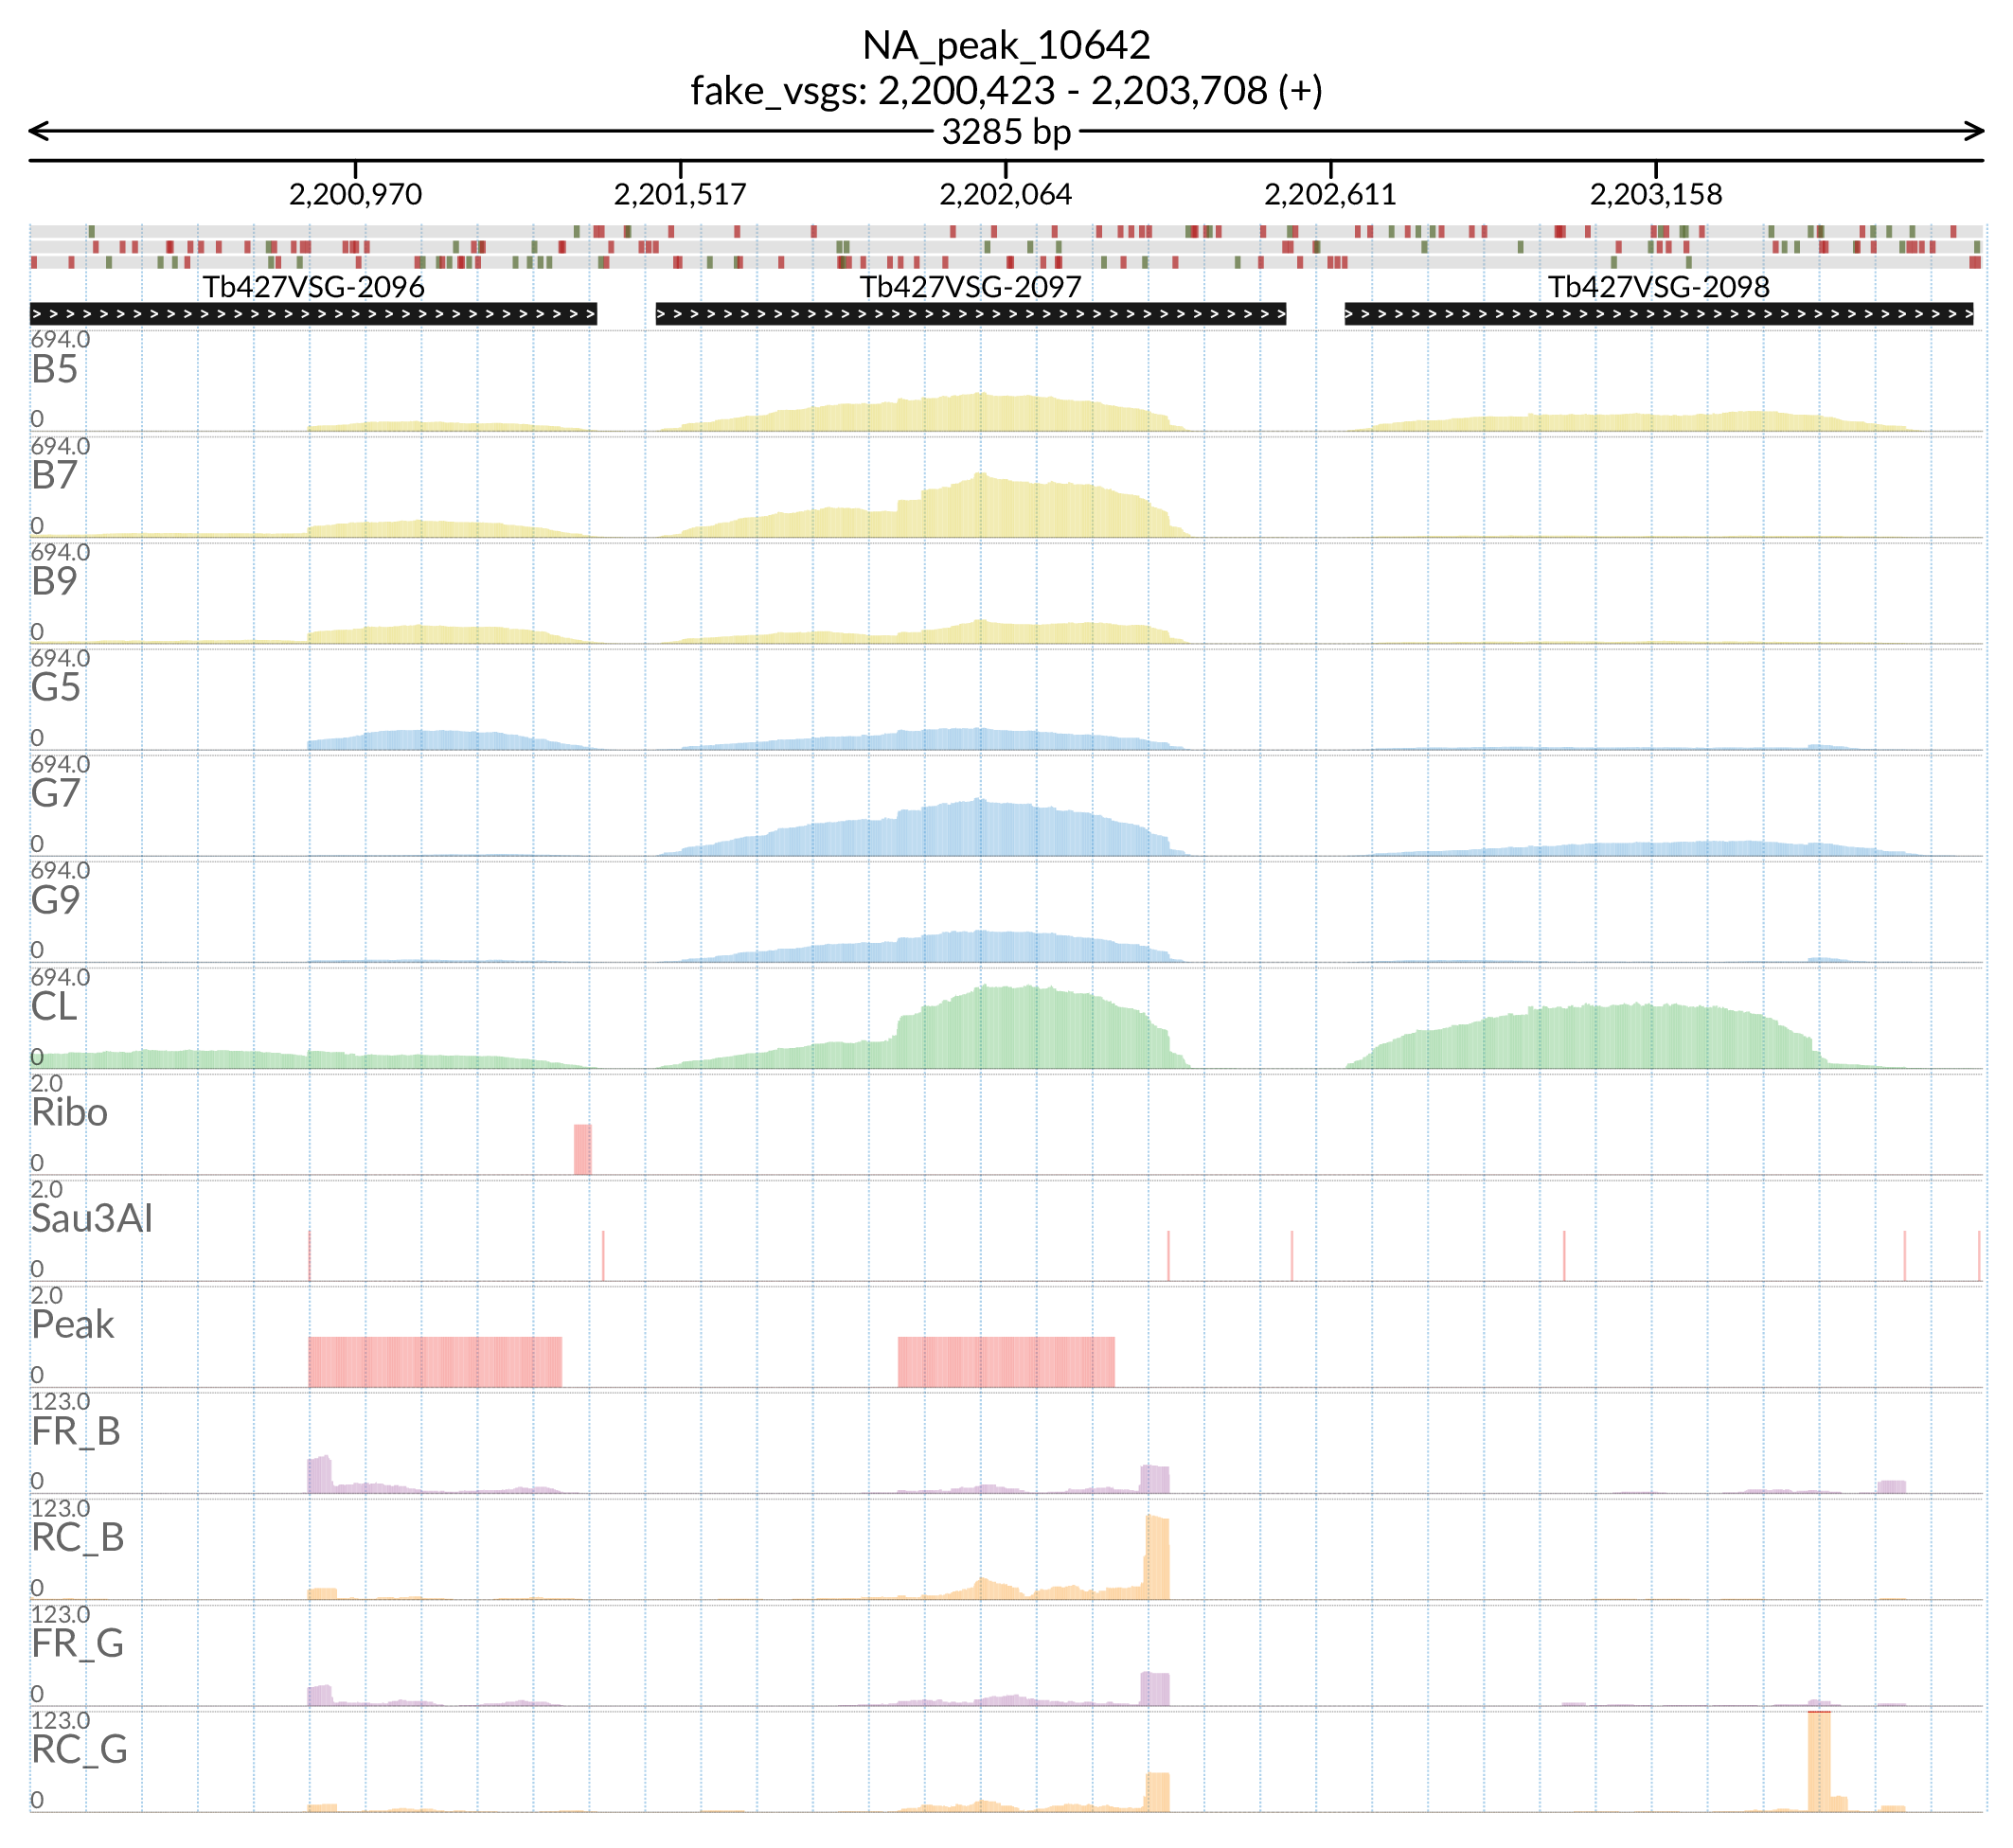 NA_peak_10642
fake_vsgs: 2,200,423 - 2,203,708 (+)
3285 bp
2,200,970 2,201,517 2,202,064 2,202,611 2,203,158
Tb427VSG-2096 Tb427VSG-2097 Tb427VSG-2098
694.0
B5
0
694.0
B7
0
694.0
B9
0
694.0
G5
0
694.0
G7
0
694.0
G9
0
694.0
CL
0
2.0
Ribo
0
2.0
Sau3AI
0
2.0
Peak
0
123.0
FR_B
0
123.0
RC_B
0
123.0
FR_G
0
123.0
RC_G
0